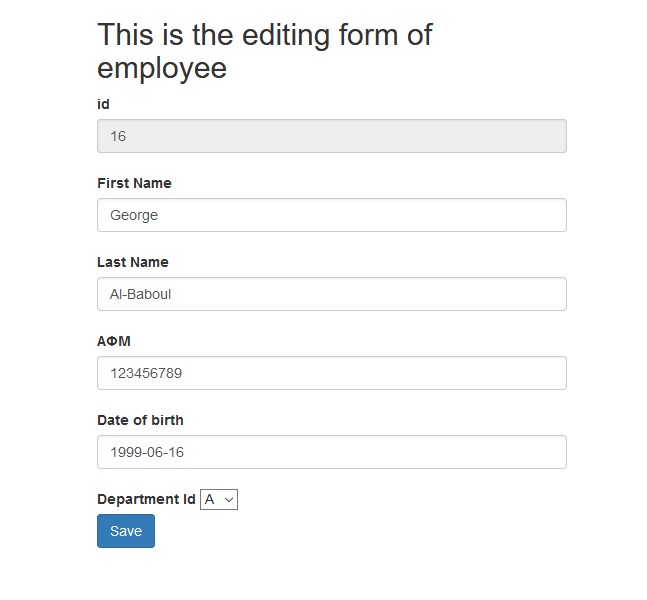 This is the editing form of
employee
id
16
First Name
George
Last Name
Al-Baboul
ΑΦΜ
123456789
Date of birth
1999-06-16
Department Id A
Save